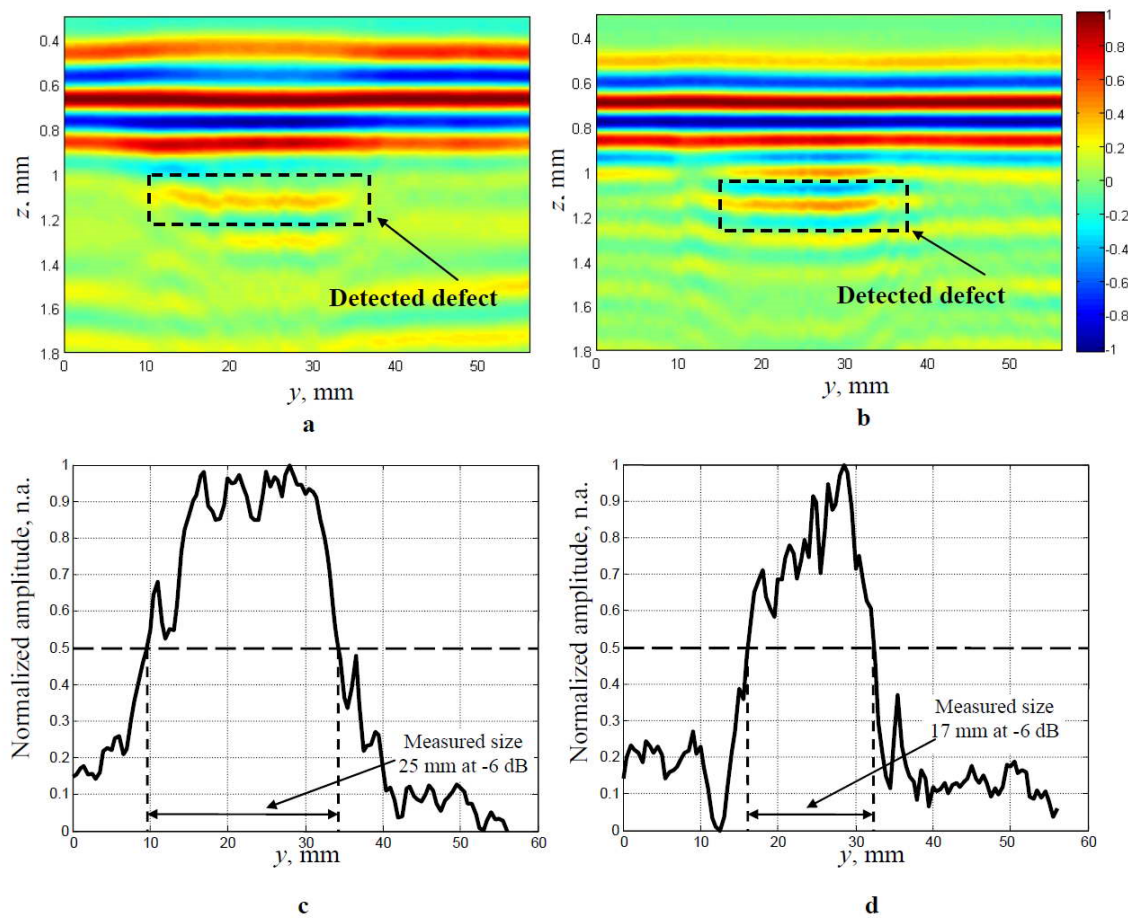 0.4
0.6
0.8
1
1.2
1.4
1.6
1.8
z, mm
0 10 20 30 40 50
y, mm
Detected defect
a
0.4
0.6
0.8
1
1.2
1.4
1.6
1.8
z, mm
0 10 20 30 40 50
y, mm
Detected defect
b
1
0.8
0.6
0.4
0.2
0
-0.2
-0.4
-0.6
-0.8
-1
1
0.9
0.8
0.7
0.6
0.5
0.4
0.3
0.2
0.1
0
Normalized amplitude, n.a.
Measured size
25 mm at -6 dB
0 10 20 30 40 50 60
y, mm
c
1
0.9
0.8
0.7
0.6
0.5
0.4
0.3
0.2
0.1
0
Normalized amplitude, n.a.
Measured size
17 mm at -6 dB
0 10 20 30 40 50 60
y, mm
d